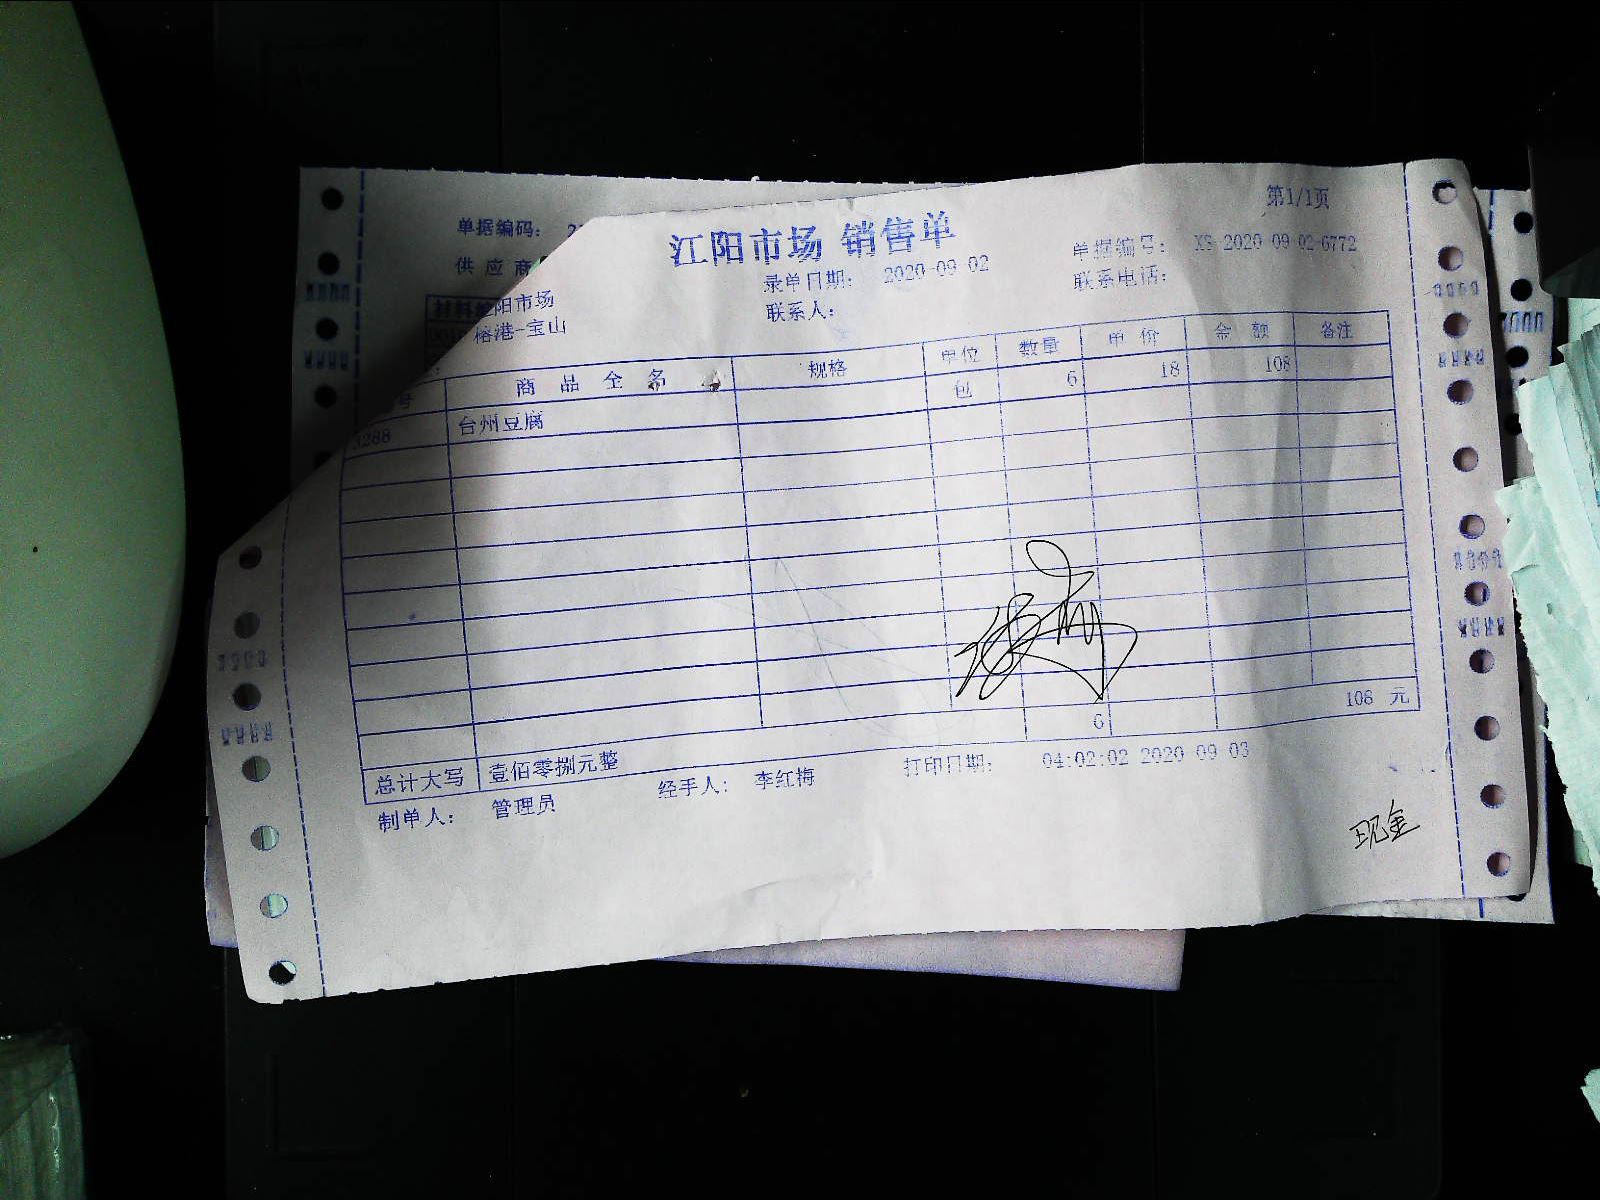 第1/1页
江阳市场 销售单
单据编码：
供 应 商
录单日期： 2020-09-02
单据编号： XS-2020-09-02-6772
阳市场
联系人：
联系电话：
榕港-宝山
号 商 品 全 名 规格 单位 数量 单 价 金 额 备注
3288 台州豆腐 包 6 18 108
6 108 元
总计大写 壹佰零捌元整
制单人： 管理员 经手人： 李红梅 打印日期： 04:02:02 2020-09-03
现金